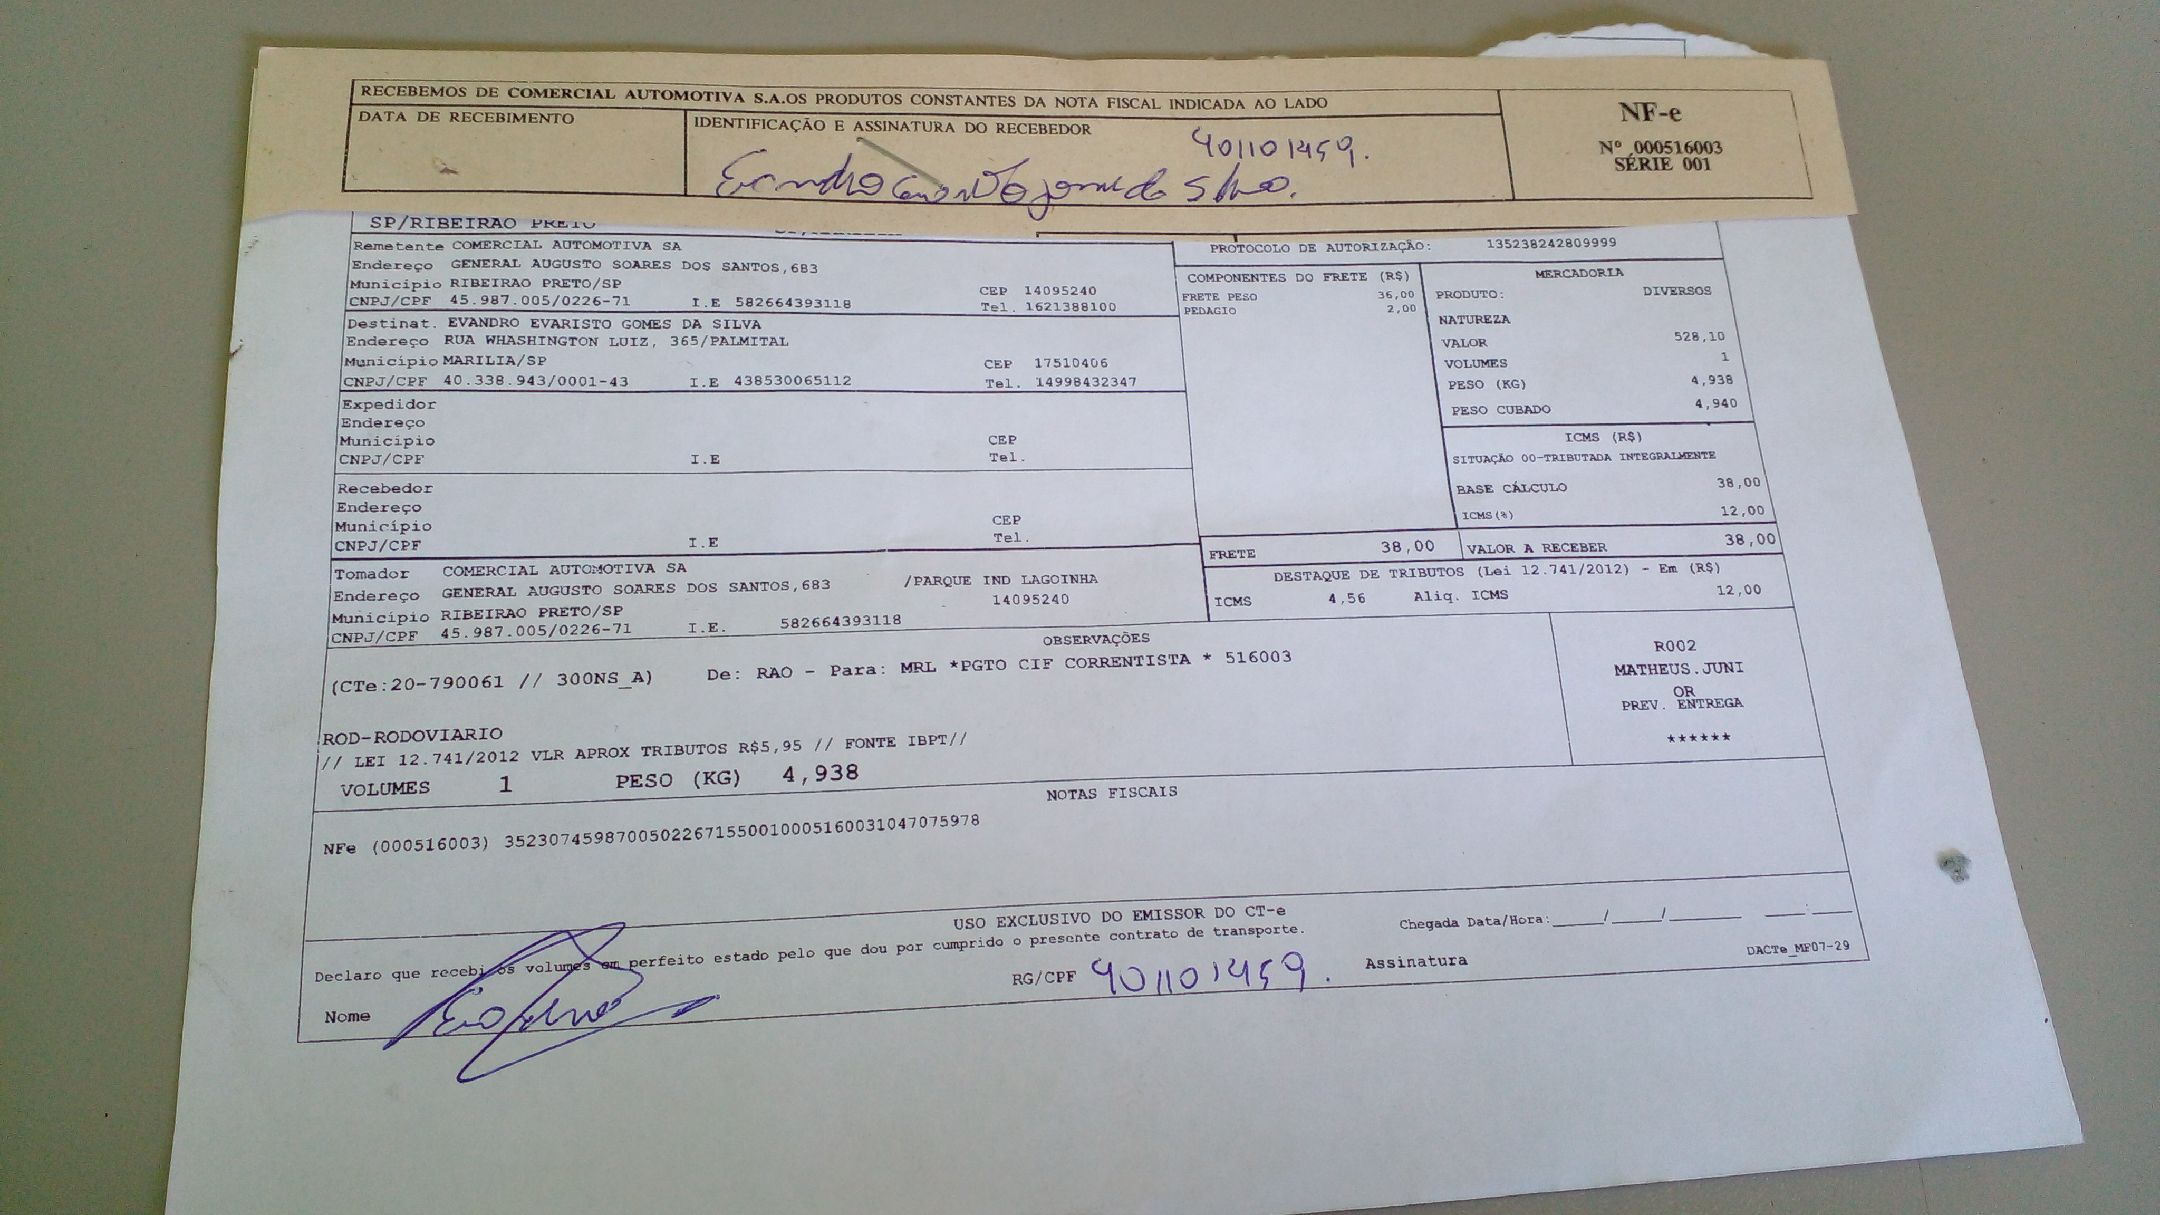 RECEBEMOS DE COMERCIAL AUTOMOTIVA S.A.OS PRODUTOS CONSTANTES DA NOTA FISCAL INDICADA AO LADO
DATA DE RECEBIMENTO
IDENTIFICAÇÃO E ASSINATURA DO RECEBEDOR
401101459.
Evandro Evaristo Gomes da Silva.
NF-e
Nº 000516003
SÉRIE 001
SP/RIBEIRAO PRETO
Remetente COMERCIAL AUTOMOTIVA SA
Endereço GENERAL AUGUSTO SOARES DOS SANTOS,683
Município RIBEIRAO PRETO/SP CEP 14095240
CNPJ/CPF 45.987.005/0226-71 I.E 582664393118 Tel. 1621388100
Destinat. EVANDRO EVARISTO GOMES DA SILVA
Endereço RUA WHASHINGTON LUIZ, 365/PALMITAL
Município MARILIA/SP CEP 17510406
CNPJ/CPF 40.338.943/0001-43 I.E 438530065112 Tel. 14998432347
Expedidor
Endereço
Município CEP
CNPJ/CPF I.E Tel.
Recebedor
Endereço
Município CEP
CNPJ/CPF I.E Tel.
Tomador COMERCIAL AUTOMOTIVA SA
Endereço GENERAL AUGUSTO SOARES DOS SANTOS,683 /PARQUE IND LAGOINHA
Município RIBEIRAO PRETO/SP 14095240
CNPJ/CPF 45.987.005/0226-71 I.E. 582664393118
PROTOCOLO DE AUTORIZAÇÃO: 135238242809999
COMPONENTES DO FRETE (R$)
FRETE PESO 36,00
PEDAGIO 2,00
MERCADORIA
PRODUTO: DIVERSOS
NATUREZA
VALOR 528,10
VOLUMES 1
PESO (KG) 4,938
PESO CUBADO 4,940
ICMS (R$)
SITUAÇÃO 00-TRIBUTADA INTEGRALMENTE
BASE CÁLCULO 38,00
ICMS(%) 12,00
FRETE 38,00 VALOR A RECEBER 38,00
DESTAQUE DE TRIBUTOS (Lei 12.741/2012) - Em (R$)
ICMS 4,56 Aliq. ICMS 12,00
OBSERVAÇÕES
(CTe:20-790061 // 300NS_A) De: RAO - Para: MRL *PGTO CIF CORRENTISTA * 516003
ROD-RODOVIARIO
// LEI 12.741/2012 VLR APROX TRIBUTOS R$5,95 // FONTE IBPT//
VOLUMES 1 PESO (KG) 4,938
R002
MATHEUS.JUNI
OR
PREV. ENTREGA
******
NOTAS FISCAIS
NFe (000516003) 35230745987005022671550010005160031047075978
USO EXCLUSIVO DO EMISSOR DO CT-e
Declaro que recebi os volumes em perfeito estado pelo que dou por cumprido o presente contrato de transporte.
Chegada Data/Hora:_____/_____/_______ ____:____
Nome
RG/CPF 401101459.
Assinatura
DACTe_MF07-29